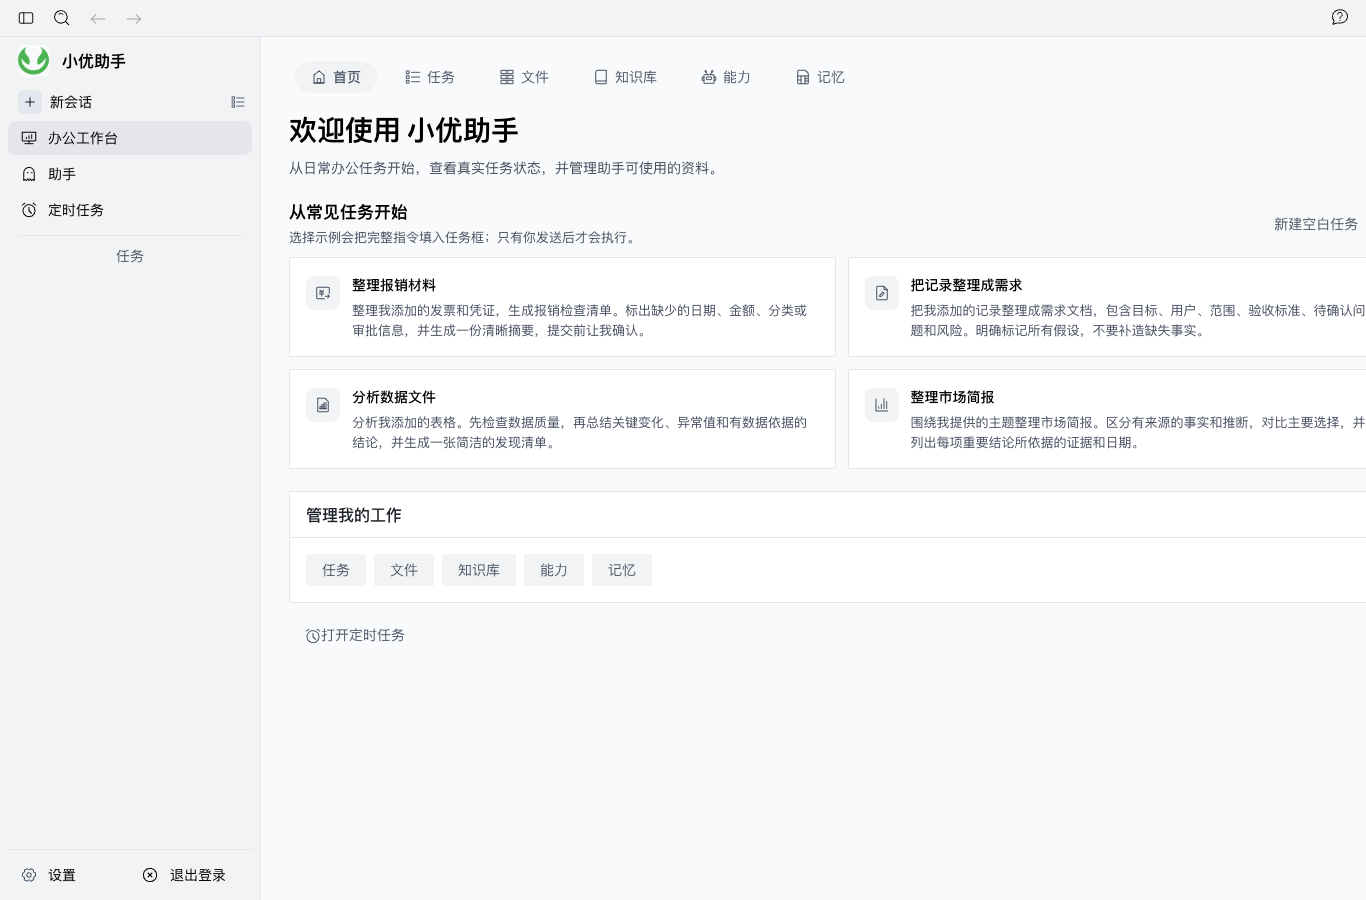 小优助手
新会话
办公工作台
助手
定时任务
任务
设置
退出登录
首页
任务
文件
知识库
能力
记忆
欢迎使用 小优助手
从日常办公任务开始，查看真实任务状态，并管理助手可使用的资料。
从常见任务开始
选择示例会把完整指令填入任务框；只有你发送后才会执行。
新建空白任务
整理报销材料
整理我添加的发票和凭证，生成报销检查清单。标出缺少的日期、金额、分类或
审批信息，并生成一份清晰摘要，提交前让我确认。
把记录整理成需求
把我添加的记录整理成需求文档，包含目标、用户、范围、验收标准、待确认问
题和风险。明确标记所有假设，不要补造缺失事实。
分析数据文件
分析我添加的表格。先检查数据质量，再总结关键变化、异常值和有数据依据的
结论，并生成一张简洁的发现清单。
整理市场简报
围绕我提供的主题整理市场简报。区分有来源的事实和推断，对比主要选择，并
列出每项重要结论所依据的证据和日期。
管理我的工作
任务
文件
知识库
能力
记忆
打开定时任务